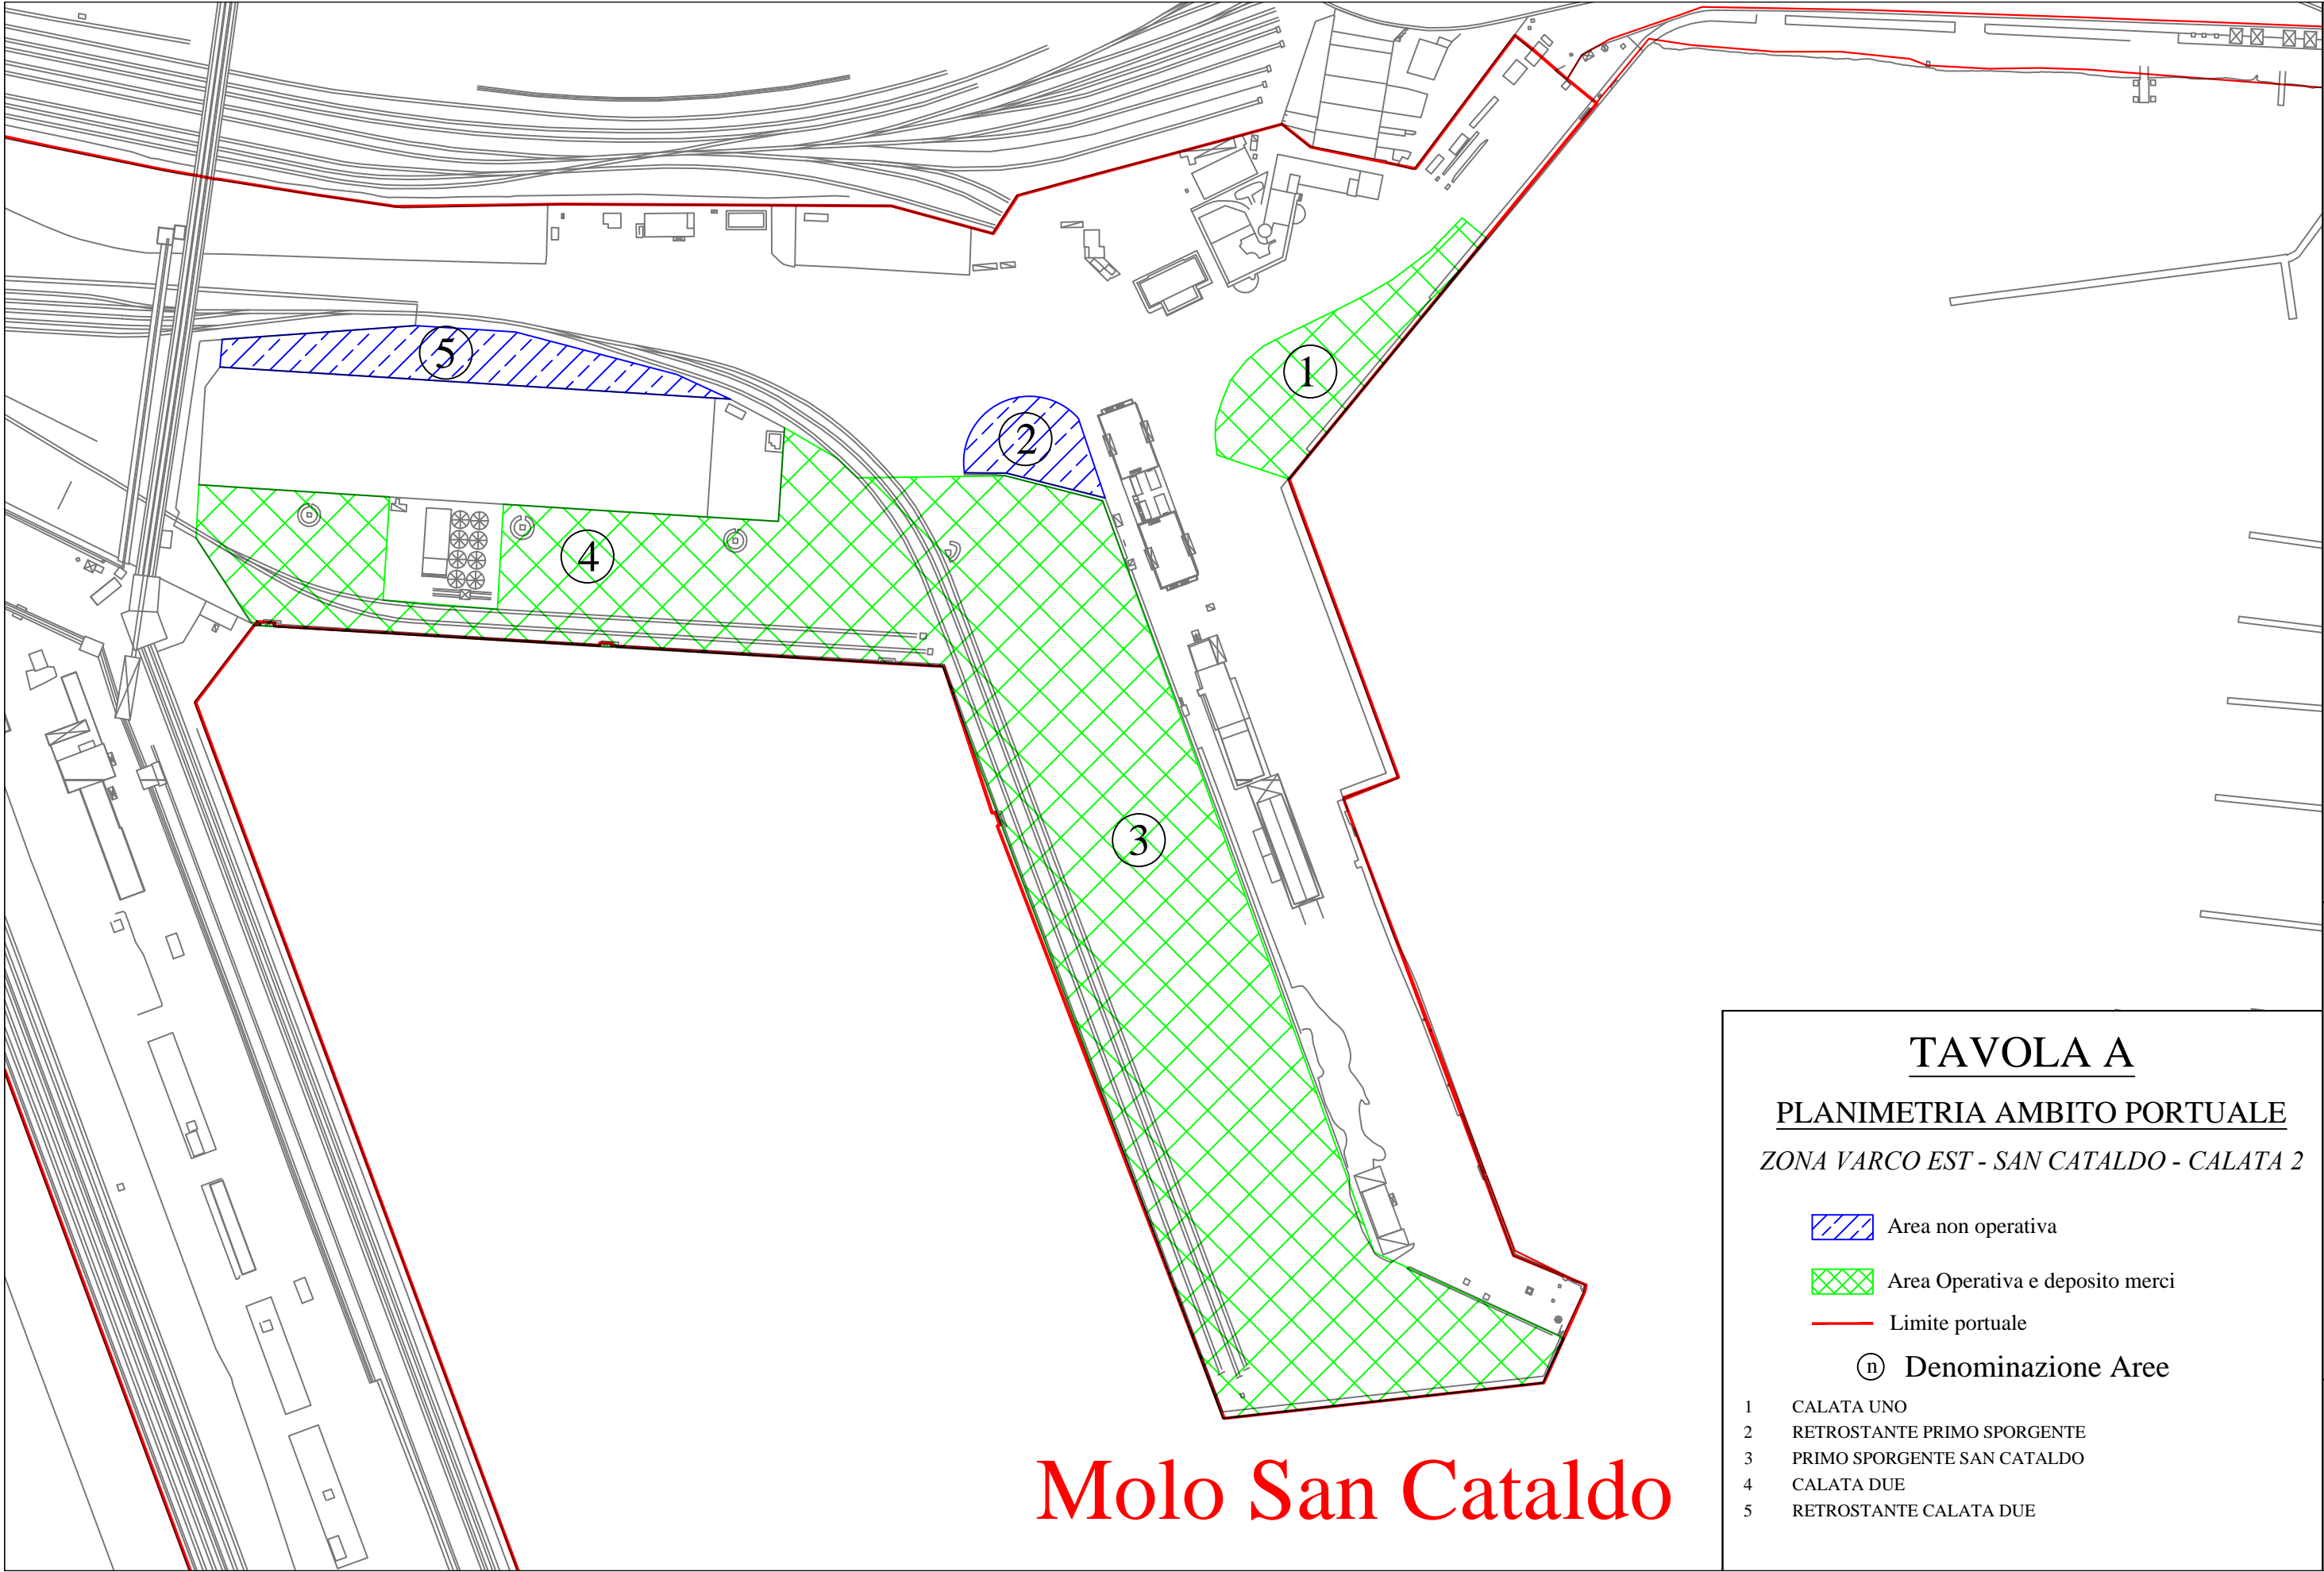 5
2
1
4
3
Molo San Cataldo
TAVOLA A
PLANIMETRIA AMBITO PORTUALE
ZONA VARCO EST - SAN CATALDO - CALATA 2
Area non operativa
Area Operativa e deposito merci
Limite portuale
n Denominazione Aree
1 CALATA UNO
2 RETROSTANTE PRIMO SPORGENTE
3 PRIMO SPORGENTE SAN CATALDO
4 CALATA DUE
5 RETROSTANTE CALATA DUE